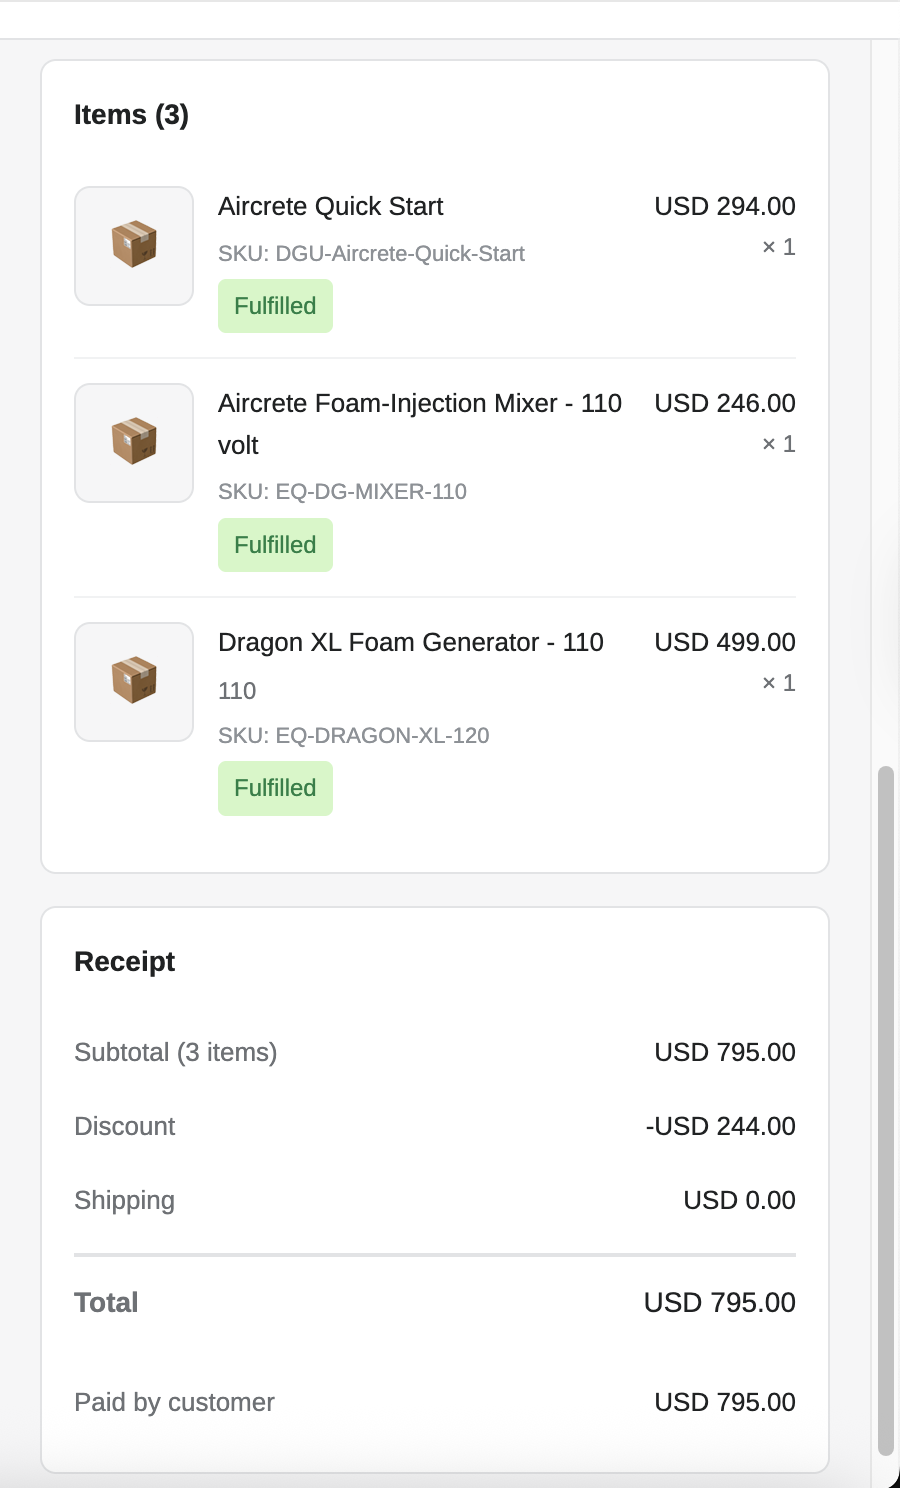 Items (3)
Aircrete Quick Start
USD 294.00
SKU: DGU-Aircrete-Quick-Start
× 1
Fulfilled
Aircrete Foam-Injection Mixer - 110
volt
USD 246.00
× 1
SKU: EQ-DG-MIXER-110
Fulfilled
Dragon XL Foam Generator - 110
USD 499.00
110
× 1
SKU: EQ-DRAGON-XL-120
Fulfilled
Receipt
Subtotal (3 items) USD 795.00
Discount -USD 244.00
Shipping USD 0.00
Total USD 795.00
Paid by customer USD 795.00